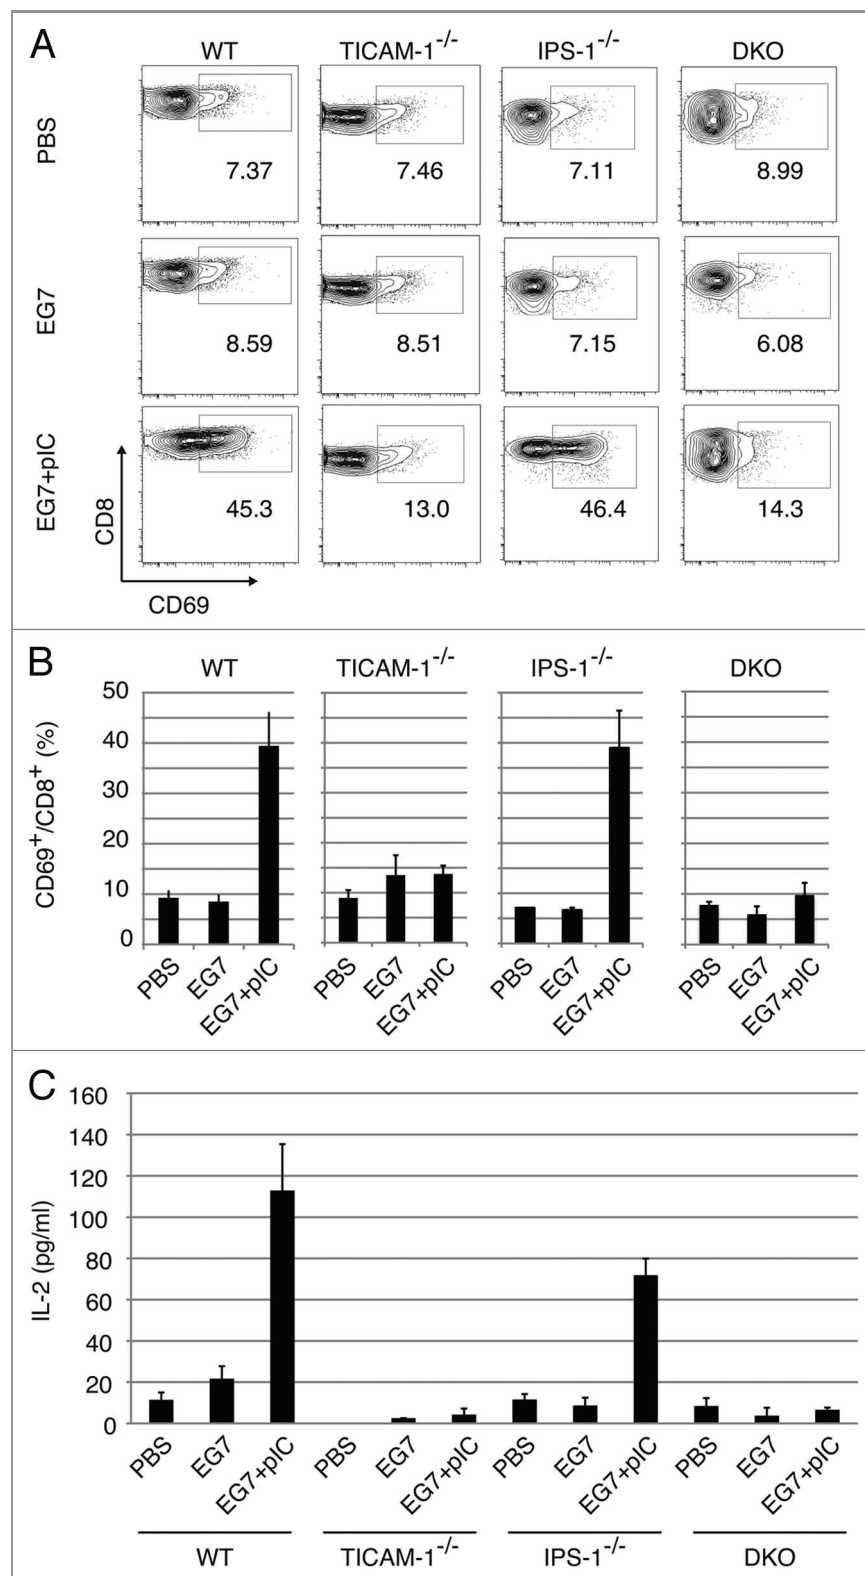 A
WT TICAM-1-/- IPS-1-/- DKO
PBS
7.37 7.46 7.11 8.99
EG7
8.59 8.51 7.15 6.08
EG7+pIC
45.3 13.0 46.4 14.3
CD8
CD69
B
WT TICAM-1-/- IPS-1-/- DKO
CD69+/CD8+ (%)
50
40
30
20
10
0
PBS EG7 EG7+pIC PBS EG7 EG7+pIC PBS EG7 EG7+pIC PBS EG7 EG7+pIC
C
IL-2 (pg/ml)
160
140
120
100
80
60
40
20
0
PBS EG7 EG7+pIC PBS EG7 EG7+pIC PBS EG7 EG7+pIC PBS EG7 EG7+pIC
WT TICAM-1-/- IPS-1-/- DKO